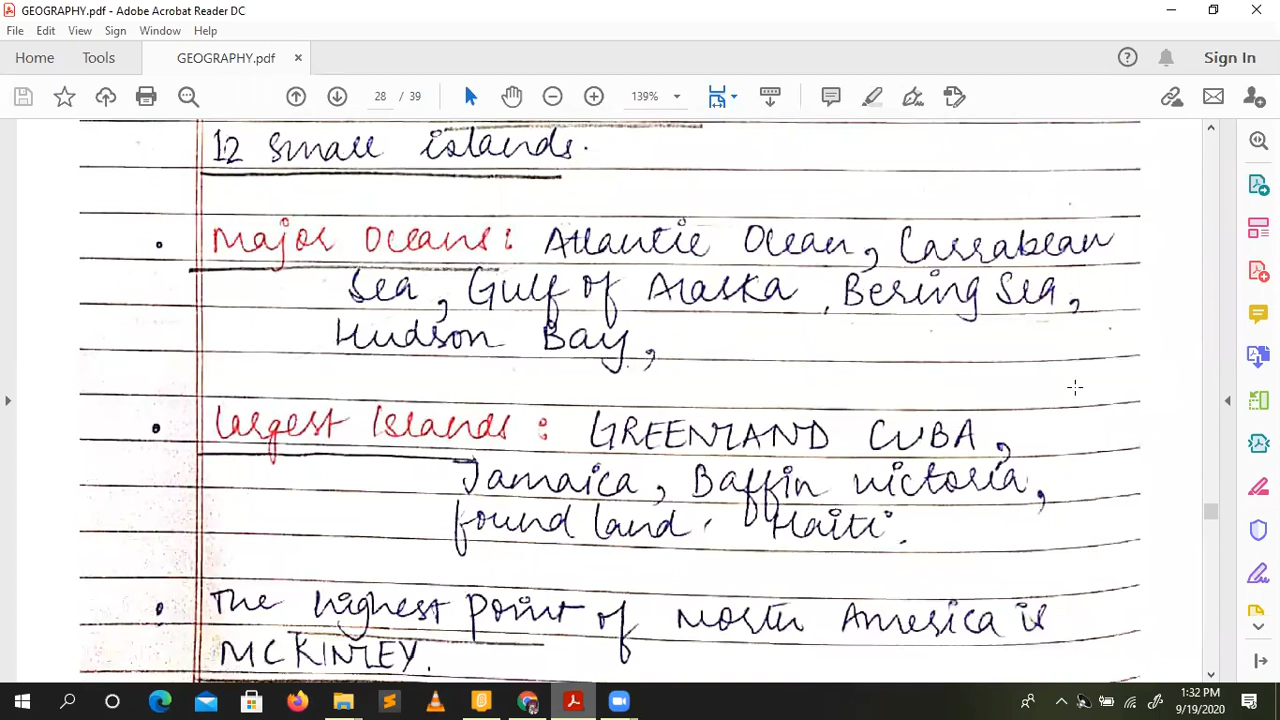 GEOGRAPHY.pdf - Adobe Acrobat Reader DC
File Edit View Sign Window Help
Home Tools GEOGRAPHY.pdf × Sign In
28 / 39 139%
12 small islands.
• Major Oceans: Atlantic Ocean, Carrabean
Sea, Gulf of Alaska, Bering Sea,
Hudson Bay,
• Largest Islands: GREENLAND CUBA,
Jamaica, Baffin victoria,
found land, Haiti.
• The highest point of North America is
MCKINLEY.
1:32 PM
9/19/2020